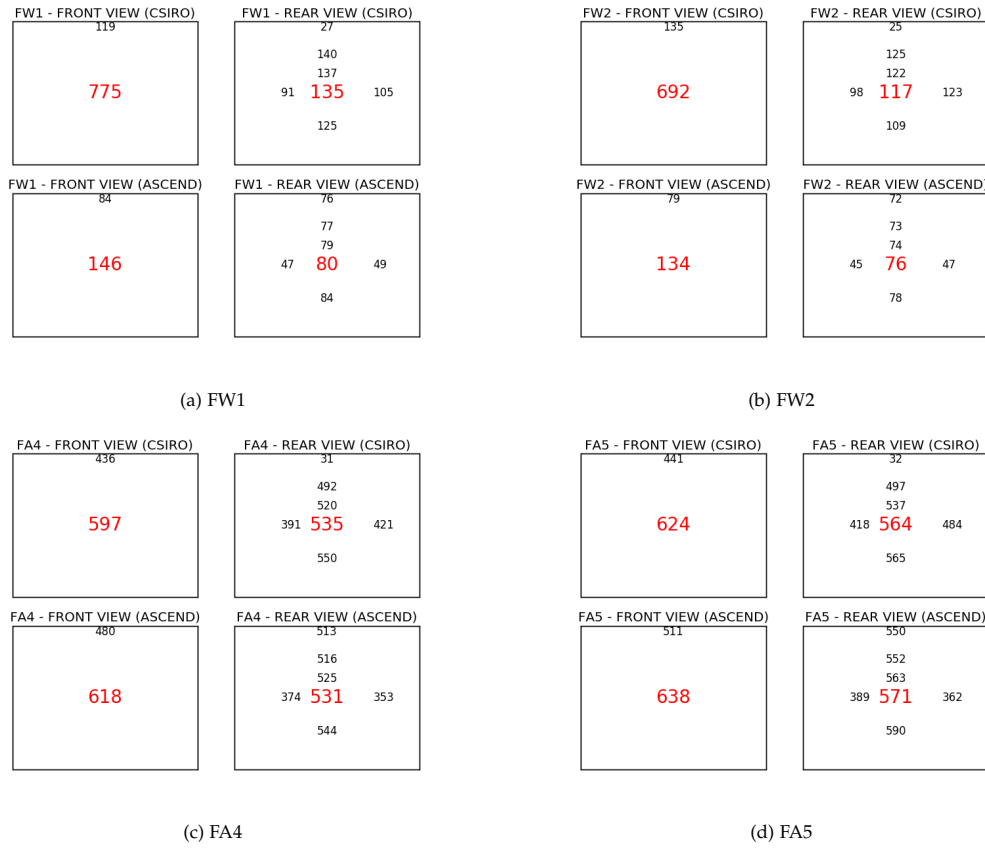 FW1 - FRONT VIEW (CSIRO)
119
775
FW1 - REAR VIEW (CSIRO)
27
140
137
91 135 105
125
FW1 - FRONT VIEW (ASCEND)
84
146
FW1 - REAR VIEW (ASCEND)
76
77
79
47 80 49
84
(a) FW1
FW2 - FRONT VIEW (CSIRO)
135
692
FW2 - REAR VIEW (CSIRO)
25
125
122
98 117 123
109
FW2 - FRONT VIEW (ASCEND)
79
134
FW2 - REAR VIEW (ASCEND)
72
73
74
45 76 47
78
(b) FW2
FA4 - FRONT VIEW (CSIRO)
436
597
FA4 - REAR VIEW (CSIRO)
31
492
520
391 535 421
550
FA4 - FRONT VIEW (ASCEND)
480
618
FA4 - REAR VIEW (ASCEND)
513
516
525
374 531 353
544
(c) FA4
FA5 - FRONT VIEW (CSIRO)
441
624
FA5 - REAR VIEW (CSIRO)
32
497
537
418 564 484
565
FA5 - FRONT VIEW (ASCEND)
511
638
FA5 - REAR VIEW (ASCEND)
550
552
563
389 571 362
590
(d) FA5